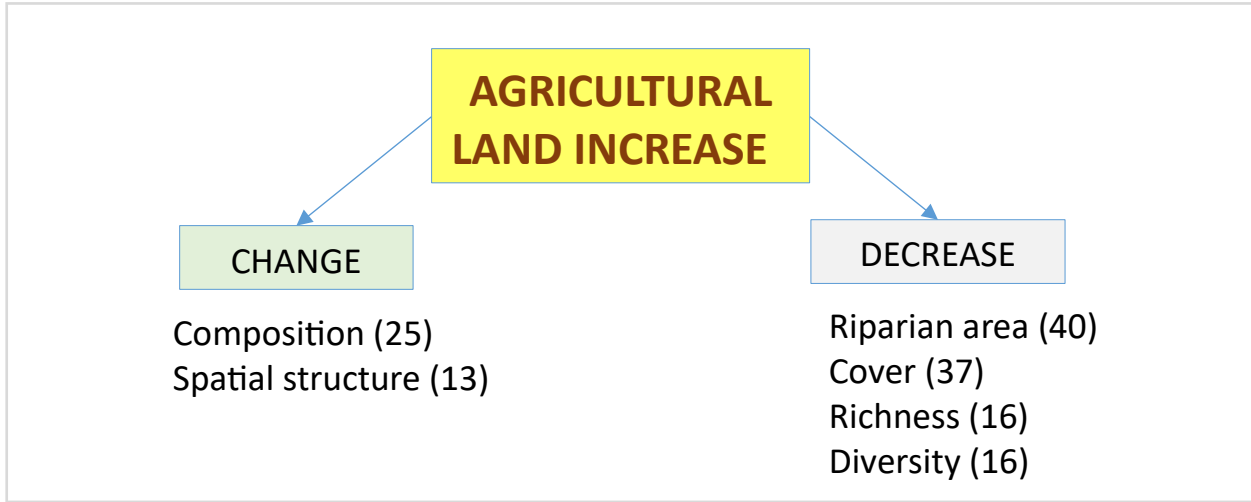 AGRICULTURAL
LAND INCREASE
CHANGE
Composition (25)
Spatial structure (13)
DECREASE
Riparian area (40)
Cover (37)
Richness (16)
Diversity (16)